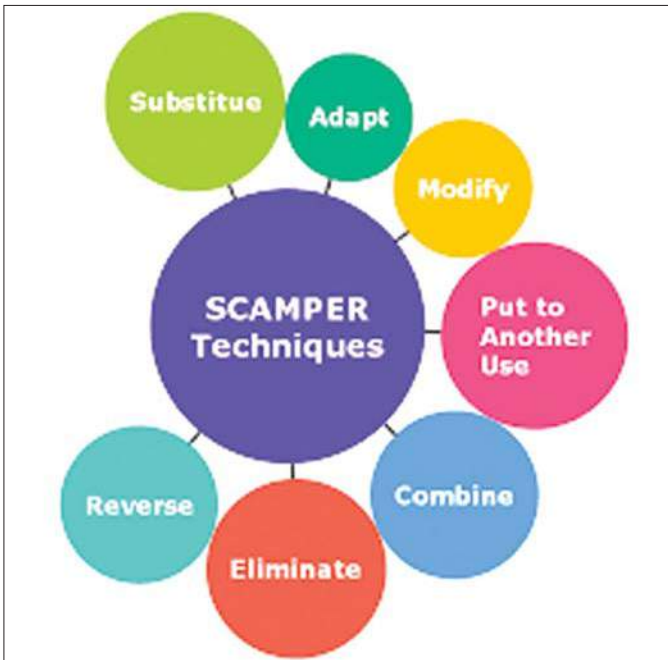 Substitue
Adapt
Modify
SCAMPER
Techniques
Put to
Another
Use
Combine
Reverse
Eliminate